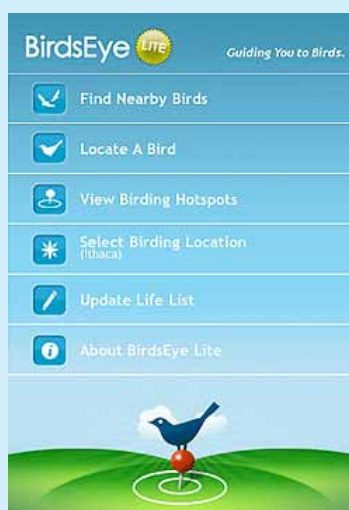 BirdsEye LITE
Guiding You to Birds.
Find Nearby Birds
Locate A Bird
View Birding Hotspots
Select Birding Location
(Ithaca)
Update Life List
About BirdsEye Lite